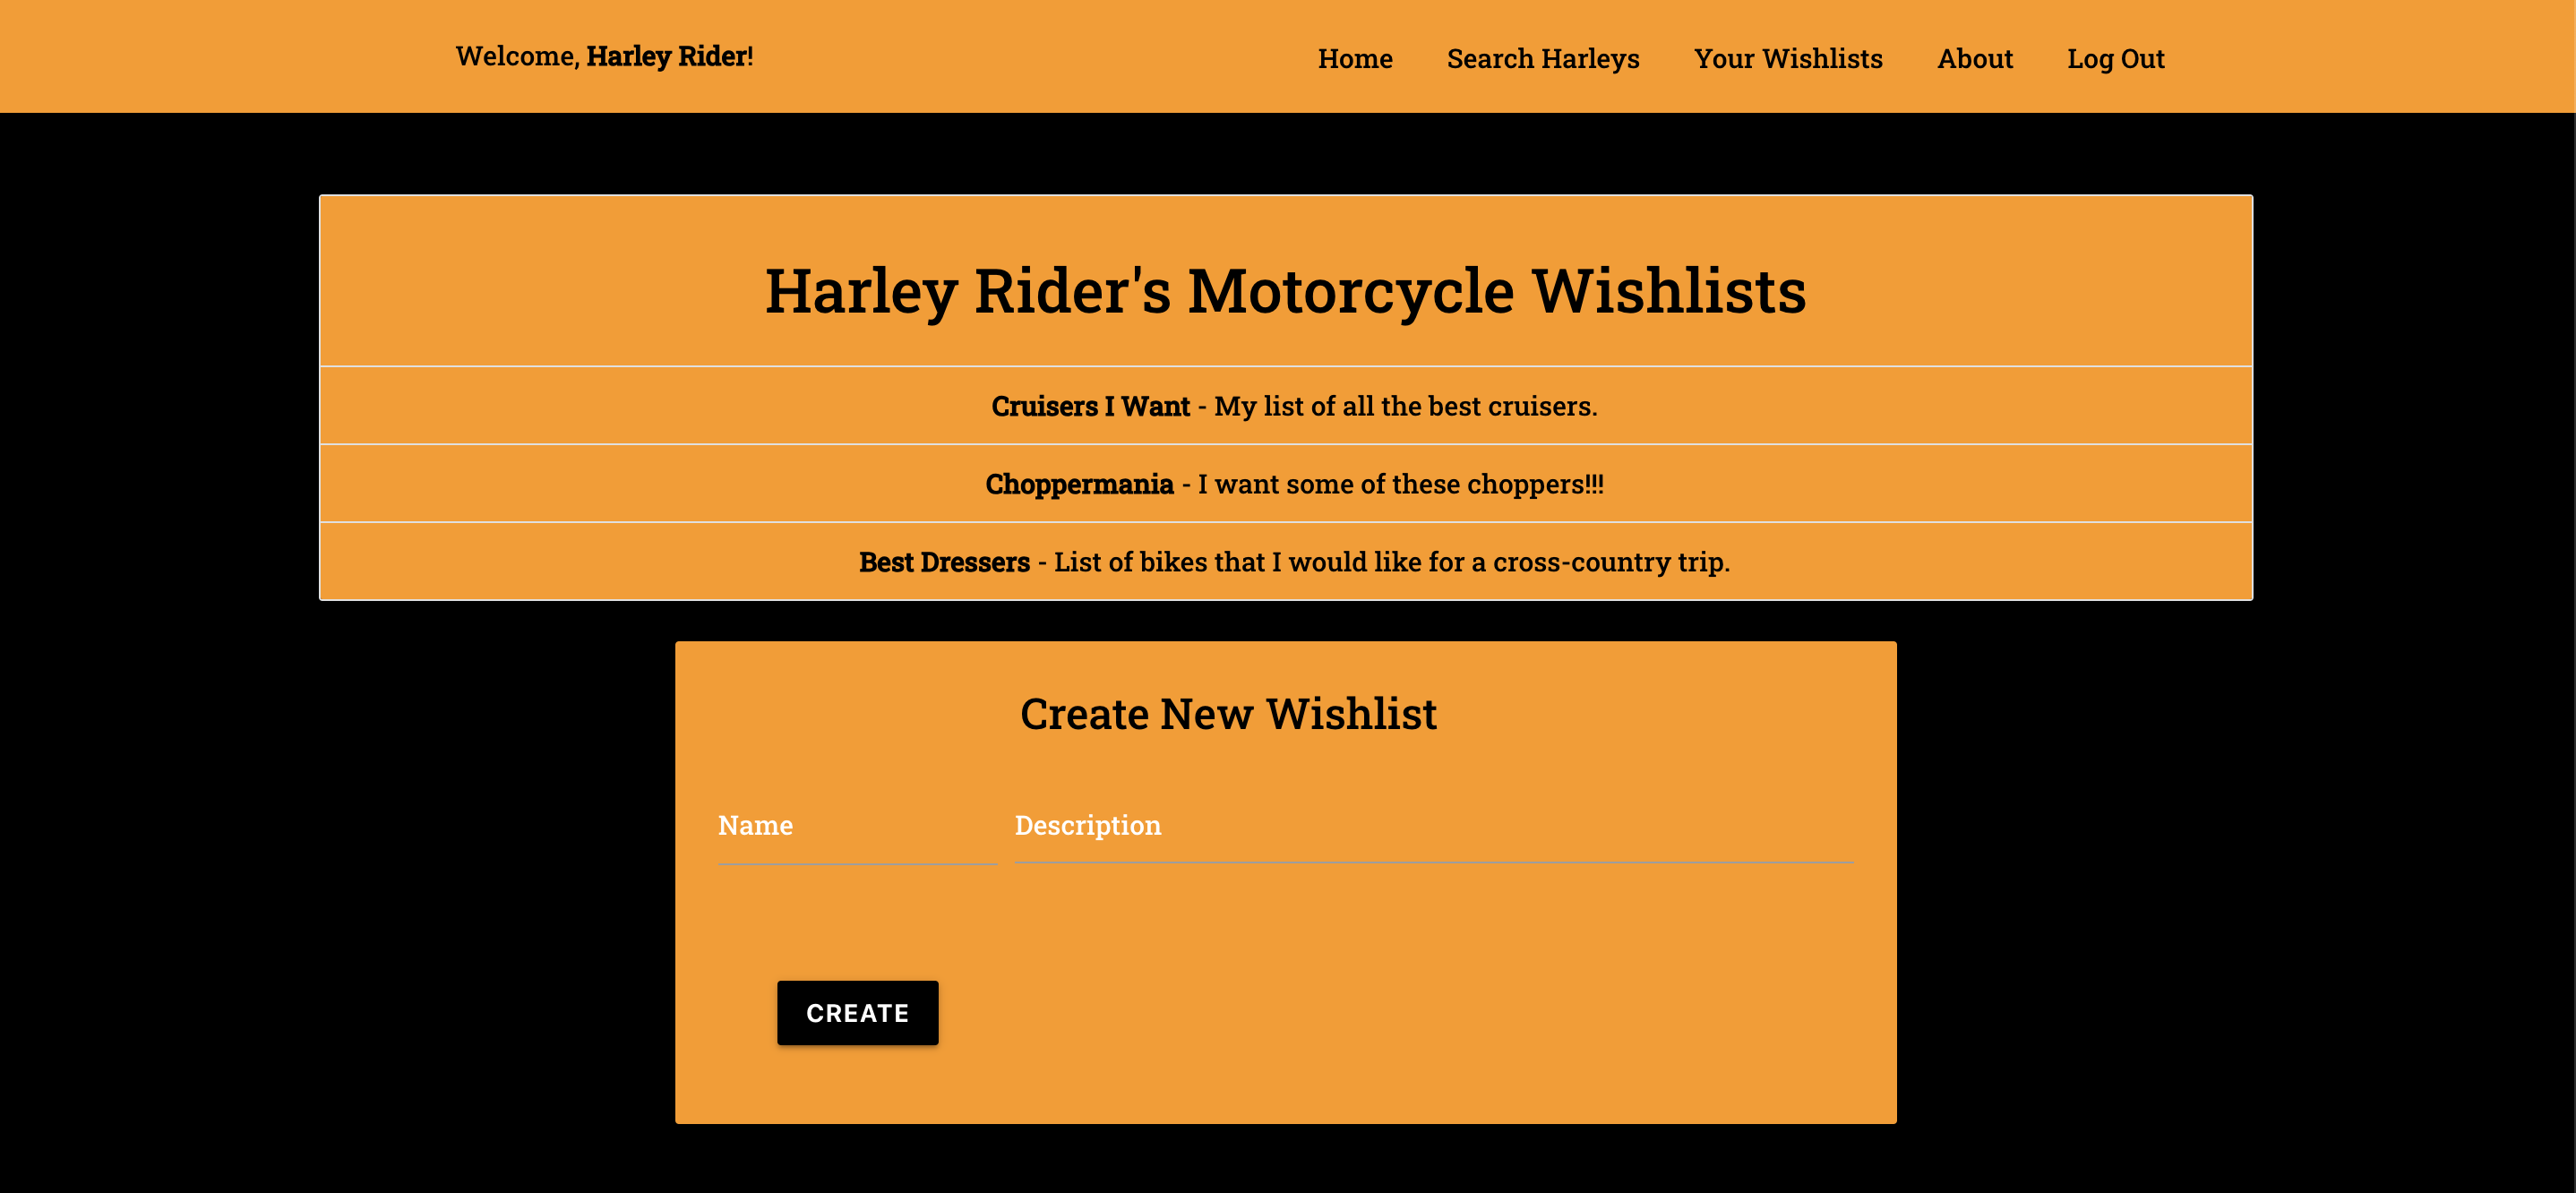 Welcome, Harley Rider!
Home Search Harleys Your Wishlists About Log Out
Harley Rider's Motorcycle Wishlists
Cruisers I Want - My list of all the best cruisers.
Choppermania - I want some of these choppers!!!
Best Dressers - List of bikes that I would like for a cross-country trip.
Create New Wishlist
Name Description
CREATE